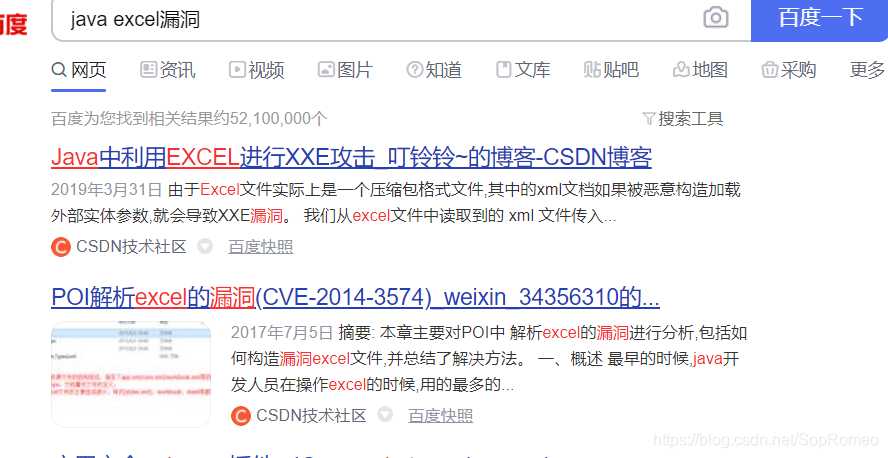 百度
java excel漏洞
百度一下
网页 资讯 视频 图片 知道 文库 贴 贴吧 地图 采购 更多
百度为您找到相关结果约52,100,000个 搜索工具
Java中利用EXCEL进行XXE攻击_叮铃铃~的博客-CSDN博客
2019年3月31日 由于Excel文件实际上是一个压缩包格式文件,其中的xml文档如果被恶意构造加载
外部实体参数,就会导致XXE漏洞。 我们从excel文件中读取到的 xml 文件传入...
C CSDN技术社区 百度快照
POI解析excel的漏洞(CVE-2014-3574)_weixin_34356310的...
2017年7月5日 摘要: 本章主要对POI中 解析excel的漏洞进行分析,包括如
何构造漏洞excel文件,并总结了解决方法。 一、概述 最早的时候,java开
发人员在操作excel的时候,用的最多的...
C CSDN技术社区 百度快照
https://blog.csdn.net/SopRomeo